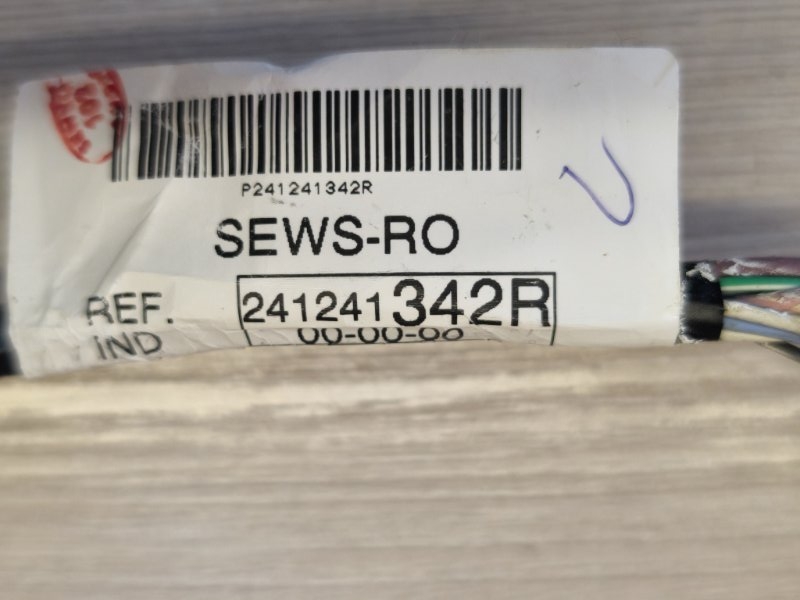 P241241342R
SEWS-RO
REF. 241241342R
IND 00-00-00